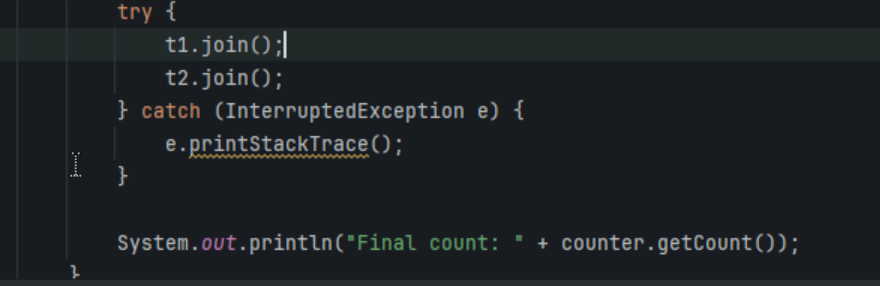 try {
t1.join();
t2.join();
} catch (InterruptedException e) {
e.printStackTrace();
}
System.out.println("Final count: " + counter.getCount());
}